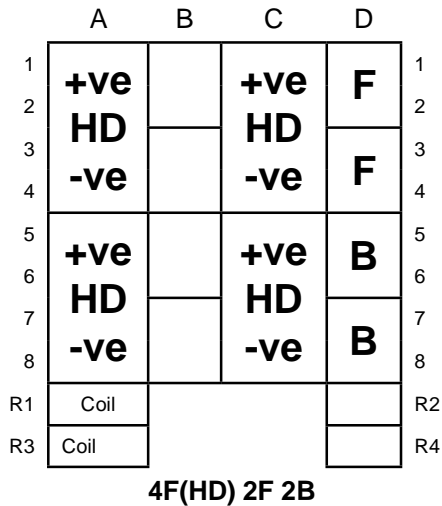 A B C D
1 +ve +ve F 1
2 2
3 HD HD F 3
4 -ve -ve 4
5 +ve +ve B 5
6 6
7 HD HD B 7
8 -ve -ve 8
R1 Coil R2
R3 Coil R4
4F(HD) 2F 2B